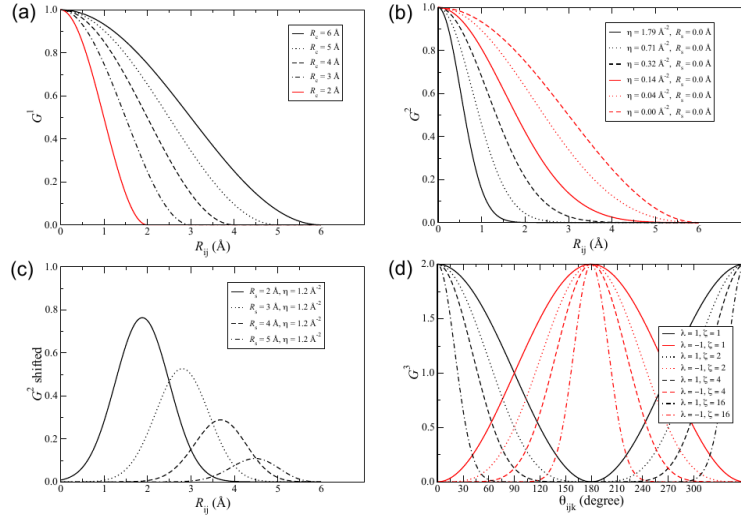 (a)
1.0
0.8
0.6
0.4
0.2
0.0
G¹
0 1 2 3 4 5 6 7
R_ij (Å)
R_c = 6 Å
R_c = 5 Å
R_c = 4 Å
R_c = 3 Å
R_c = 2 Å
(b)
1.0
0.8
0.6
0.4
0.2
0.0
G²
0 1 2 3 4 5 6 7
R_ij (Å)
η = 1.79 Å⁻², R_s = 0.0 Å
η = 0.71 Å⁻², R_s = 0.0 Å
η = 0.32 Å⁻², R_s = 0.0 Å
η = 0.14 Å⁻², R_s = 0.0 Å
η = 0.04 Å⁻², R_s = 0.0 Å
η = 0.00 Å⁻², R_s = 0.0 Å
(c)
1.0
0.8
0.6
0.4
0.2
0.0
G² shifted
0 1 2 3 4 5 6 7
R_ij (Å)
R_s = 2 Å, η = 1.2 Å⁻²
R_s = 3 Å, η = 1.2 Å⁻²
R_s = 4 Å, η = 1.2 Å⁻²
R_s = 5 Å, η = 1.2 Å⁻²
(d)
2.0
1.5
1.0
0.5
0.0
G³
0 30 60 90 120 150 180 210 240 270 300
θ_ijk (degree)
λ = 1, ζ = 1
λ = -1, ζ = 1
λ = 1, ζ = 2
λ = -1, ζ = 2
λ = 1, ζ = 4
λ = -1, ζ = 4
λ = 1, ζ = 16
λ = -1, ζ = 16